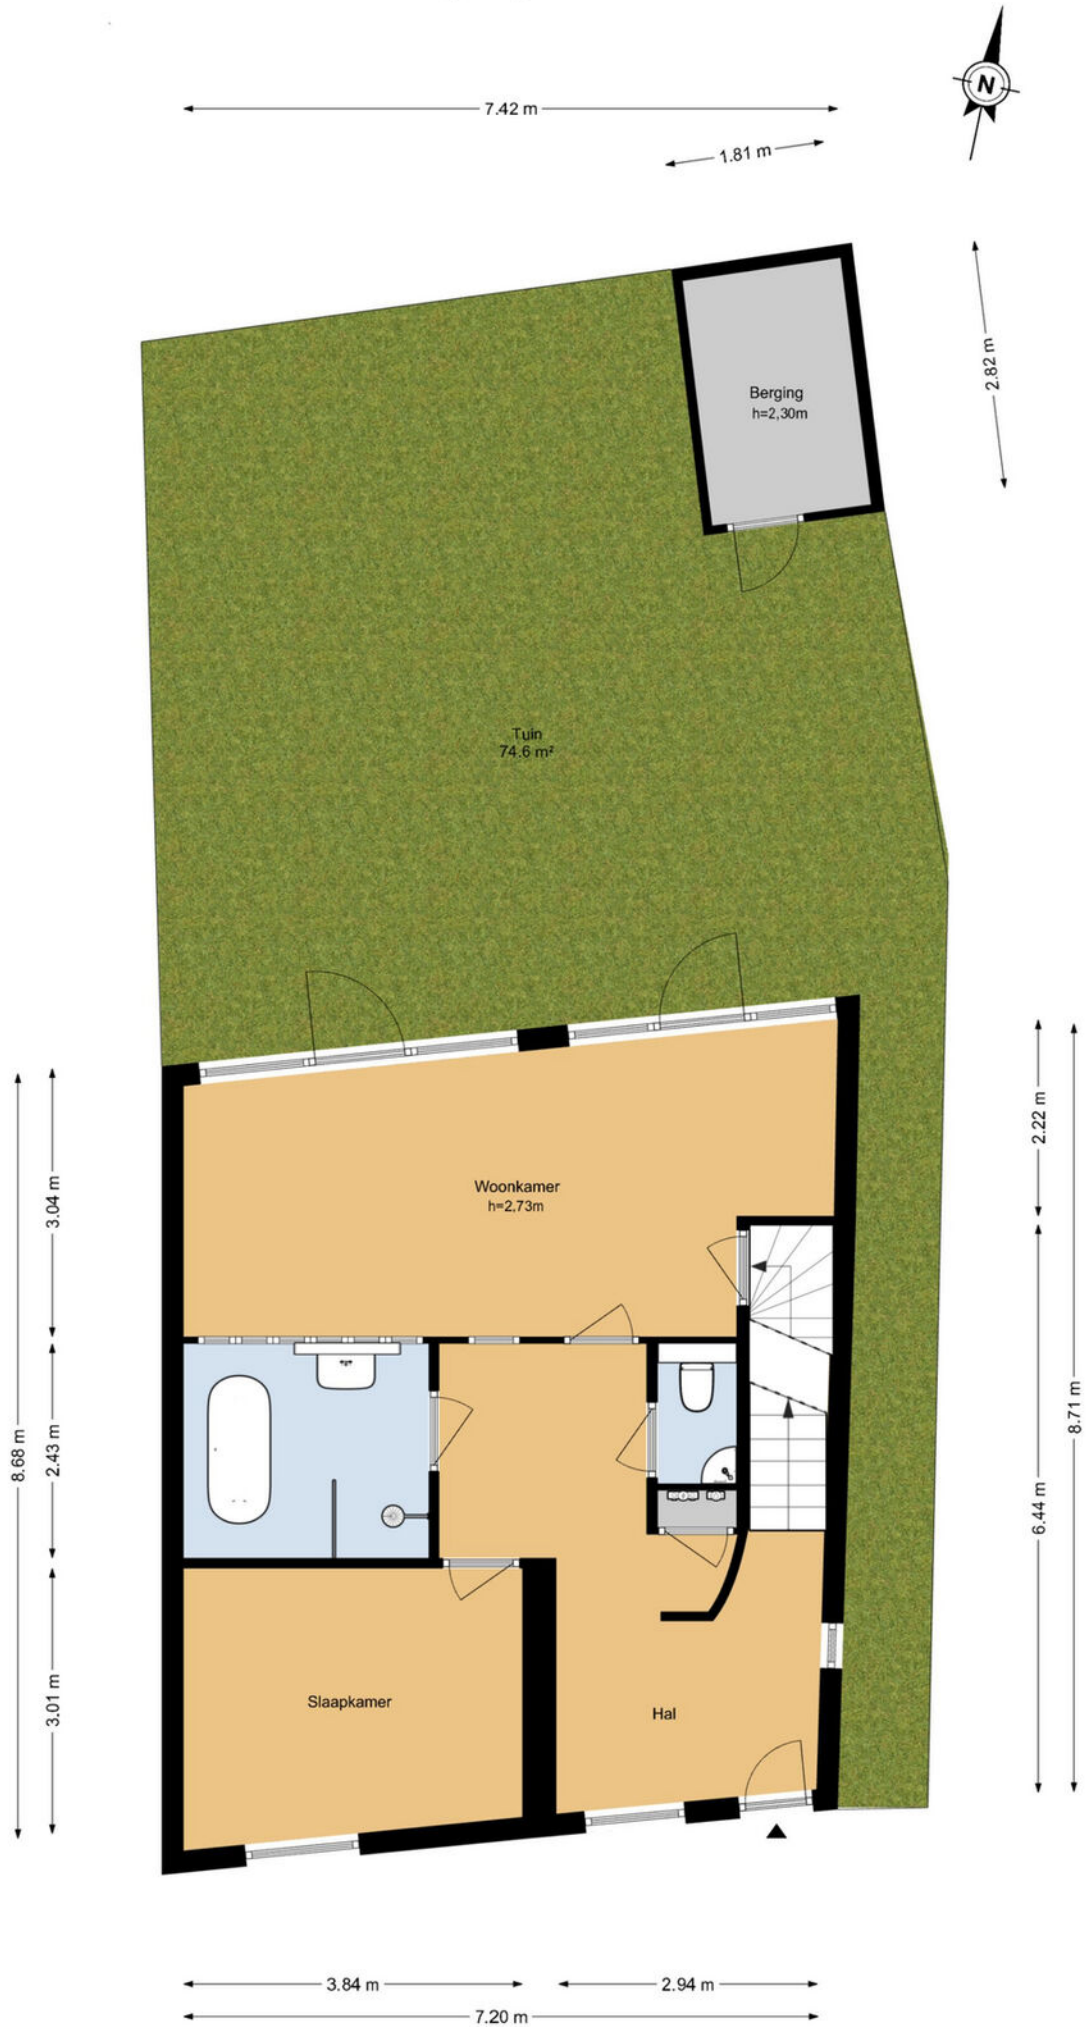 N
7.42 m
1.81 m
2.82 m
Berging
h=2,30m
Tuin
74.6 m²
2.22 m
3.04 m
Woonkamer
h=2,73m
8.71 m
8.68 m
2.43 m
6.44 m
3.01 m
Slaapkamer
Hal
3.84 m
2.94 m
7.20 m